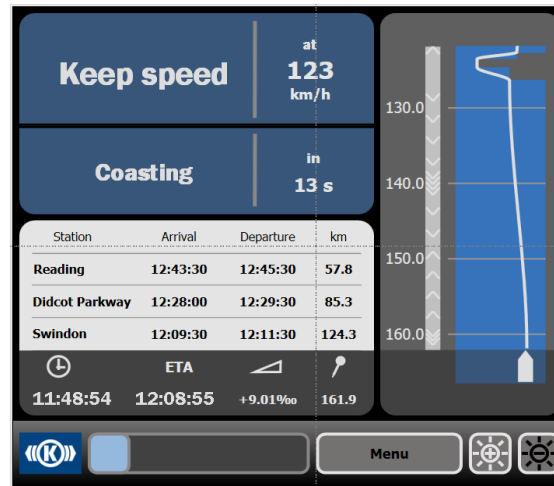 Keep speed
at
123
km/h
Coasting
in
13 s
Station Arrival Departure km
Reading 12:43:30 12:45:30 57.8
Didcot Parkway 12:28:00 12:29:30 85.3
Swindon 12:09:30 12:11:30 124.3
ETA
11:48:54 12:08:55 +9.01‰ 161.9
130.0
140.0
150.0
160.0
((K))
Menu